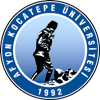 AFYON KOCATEPE ÜNİVERSİTESİ
1992